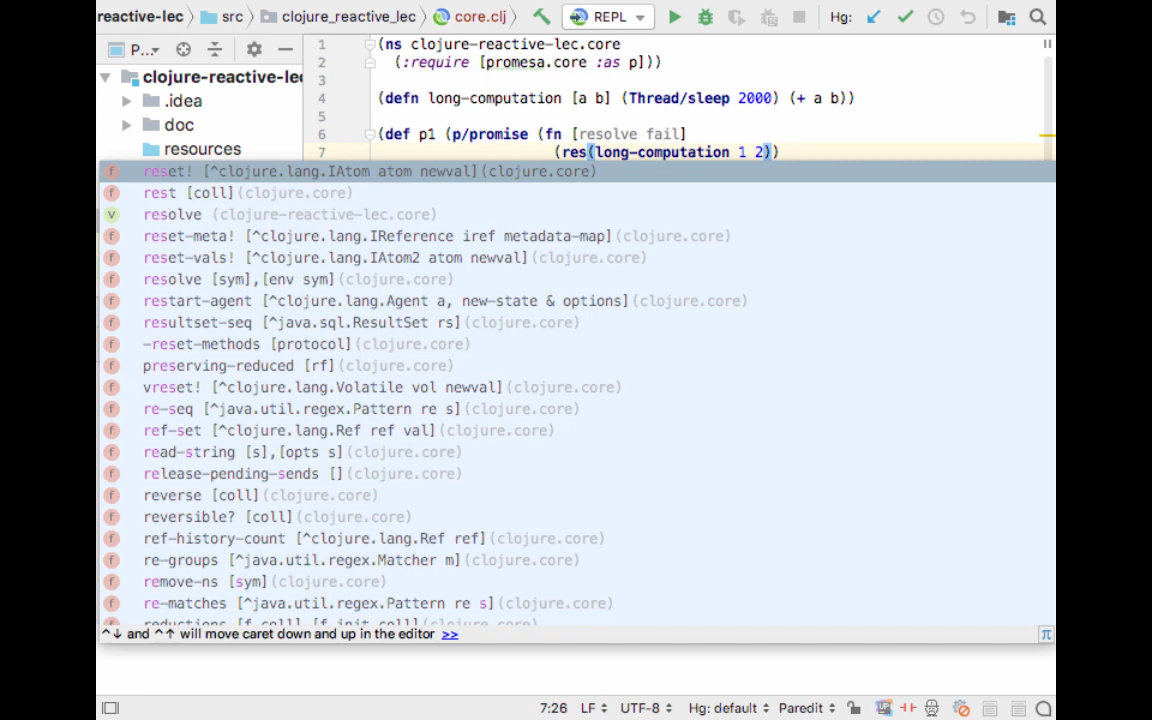 reactive-lec src clojure_reactive_lec core.clj REPL Hg:
P...
1 (ns clojure-reactive-lec.core
2 (:require [promesa.core :as p]))
3
4 (defn long-computation [a b] (Thread/sleep 2000) (+ a b))
5
6 (def p1 (p/promise (fn [resolve fail]
7 (res(long-computation 1 2))
clojure-reactive-lec
.idea
doc
resources
f reset! [^clojure.lang.IAtom atom newval](clojure.core)
f rest [coll](clojure.core)
v resolve (clojure-reactive-lec.core)
f reset-meta! [^clojure.lang.IReference iref metadata-map](clojure.core)
f reset-vals! [^clojure.lang.IAtom2 atom newval](clojure.core)
f resolve [sym],[env sym](clojure.core)
f restart-agent [^clojure.lang.Agent a, new-state & options](clojure.core)
f resultset-seq [^java.sql.ResultSet rs](clojure.core)
f -reset-methods [protocol](clojure.core)
f preserving-reduced [rf](clojure.core)
f vreset! [^clojure.lang.Volatile vol newval](clojure.core)
f re-seq [^java.util.regex.Pattern re s](clojure.core)
f ref-set [^clojure.lang.Ref ref val](clojure.core)
f read-string [s],[opts s](clojure.core)
f release-pending-sends [](clojure.core)
f reverse [coll](clojure.core)
f reversible? [coll](clojure.core)
f ref-history-count [^clojure.lang.Ref ref](clojure.core)
f re-groups [^java.util.regex.Matcher m](clojure.core)
f remove-ns [sym](clojure.core)
f re-matches [^java.util.regex.Pattern re s](clojure.core)
f reductions [f coll],[f init coll](clojure.core)
^↓ and ^↑ will move caret down and up in the editor >> π
7:26 LF UTF-8 Hg: default Paredit